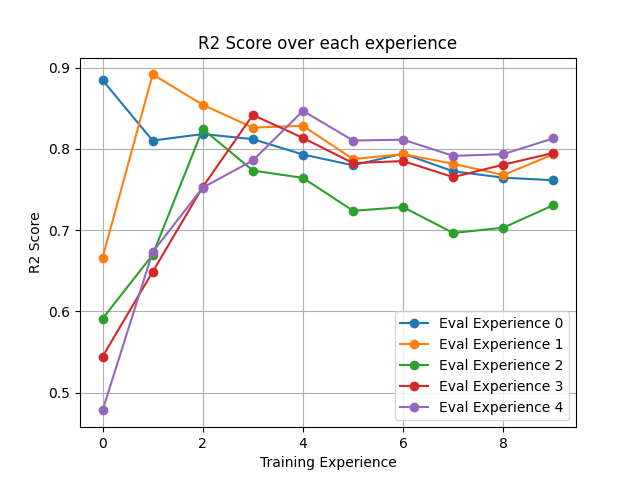 R2 Score over each experience
R2 Score
0.9
0.8
0.7
0.6
0.5
0 2 4 6 8
Training Experience
Eval Experience 0
Eval Experience 1
Eval Experience 2
Eval Experience 3
Eval Experience 4